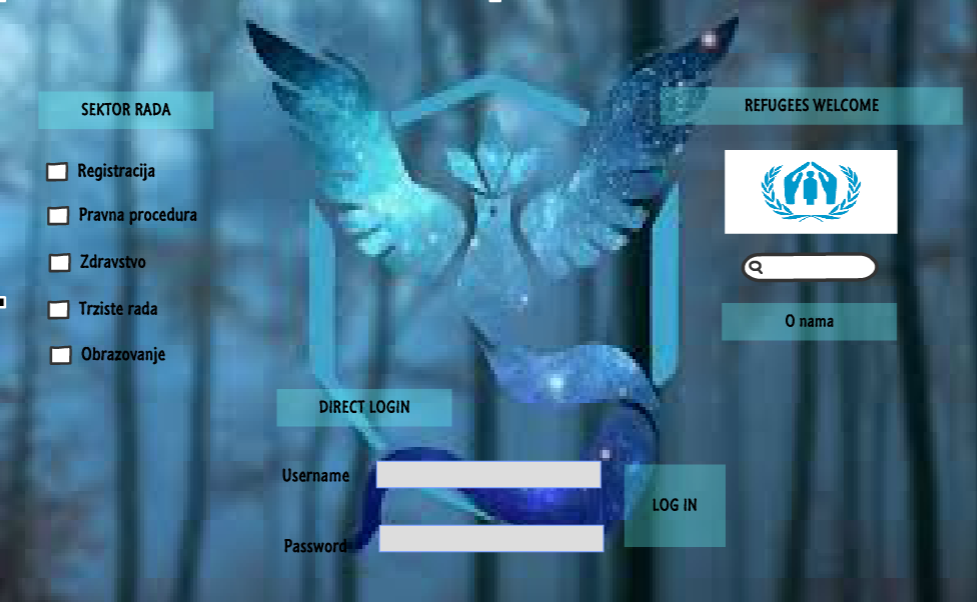 SEKTOR RADA
REFUGEES WELCOME
Registracija
Pravna procedura
Zdravstvo
Trziste rada
Obrazovanje
O nama
DIRECT LOGIN
Username
LOG IN
Password